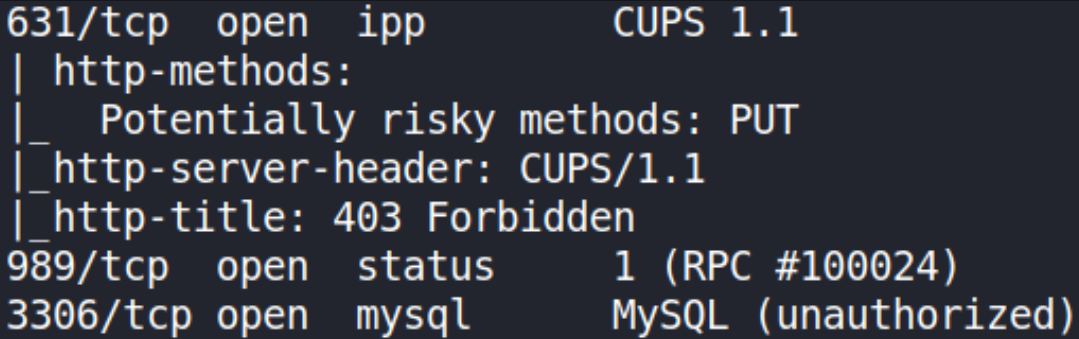 631/tcp  open  ipp        CUPS 1.1
| http-methods:
|_  Potentially risky methods: PUT
|_http-server-header: CUPS/1.1
|_http-title: 403 Forbidden
989/tcp  open  status     1 (RPC #100024)
3306/tcp open  mysql      MySQL (unauthorized)